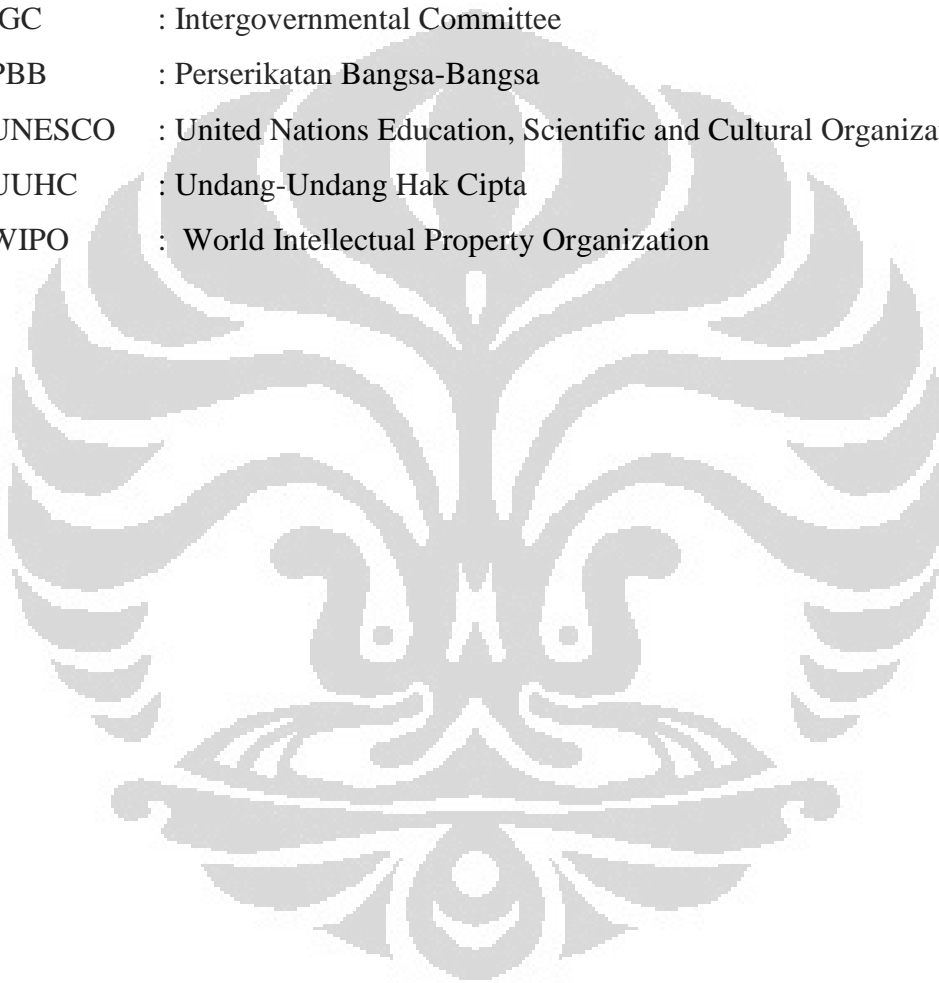 GC : Intergovernmental Committee
PBB : Perserikatan Bangsa-Bangsa
UNESCO : United Nations Education, Scientific and Cultural Organiza
UUHC : Undang-Undang Hak Cipta
WIPO : World Intellectual Property Organization